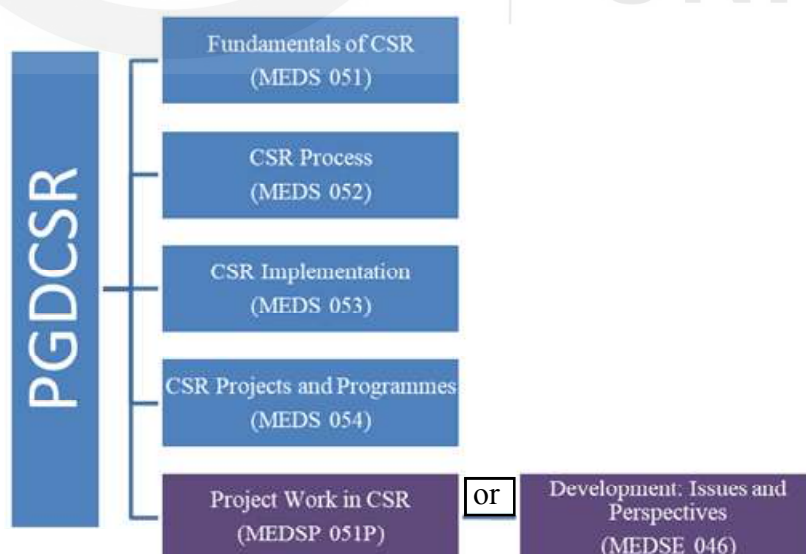 PGDCSR
Fundamentals of CSR
(MEDS 051)
CSR Process
(MEDS 052)
CSR Implementation
(MEDS 053)
CSR Projects and Programmes
(MEDS 054)
Project Work in CSR
(MEDSP 051P)
or
Development: Issues and
Perspectives
(MEDSE 046)